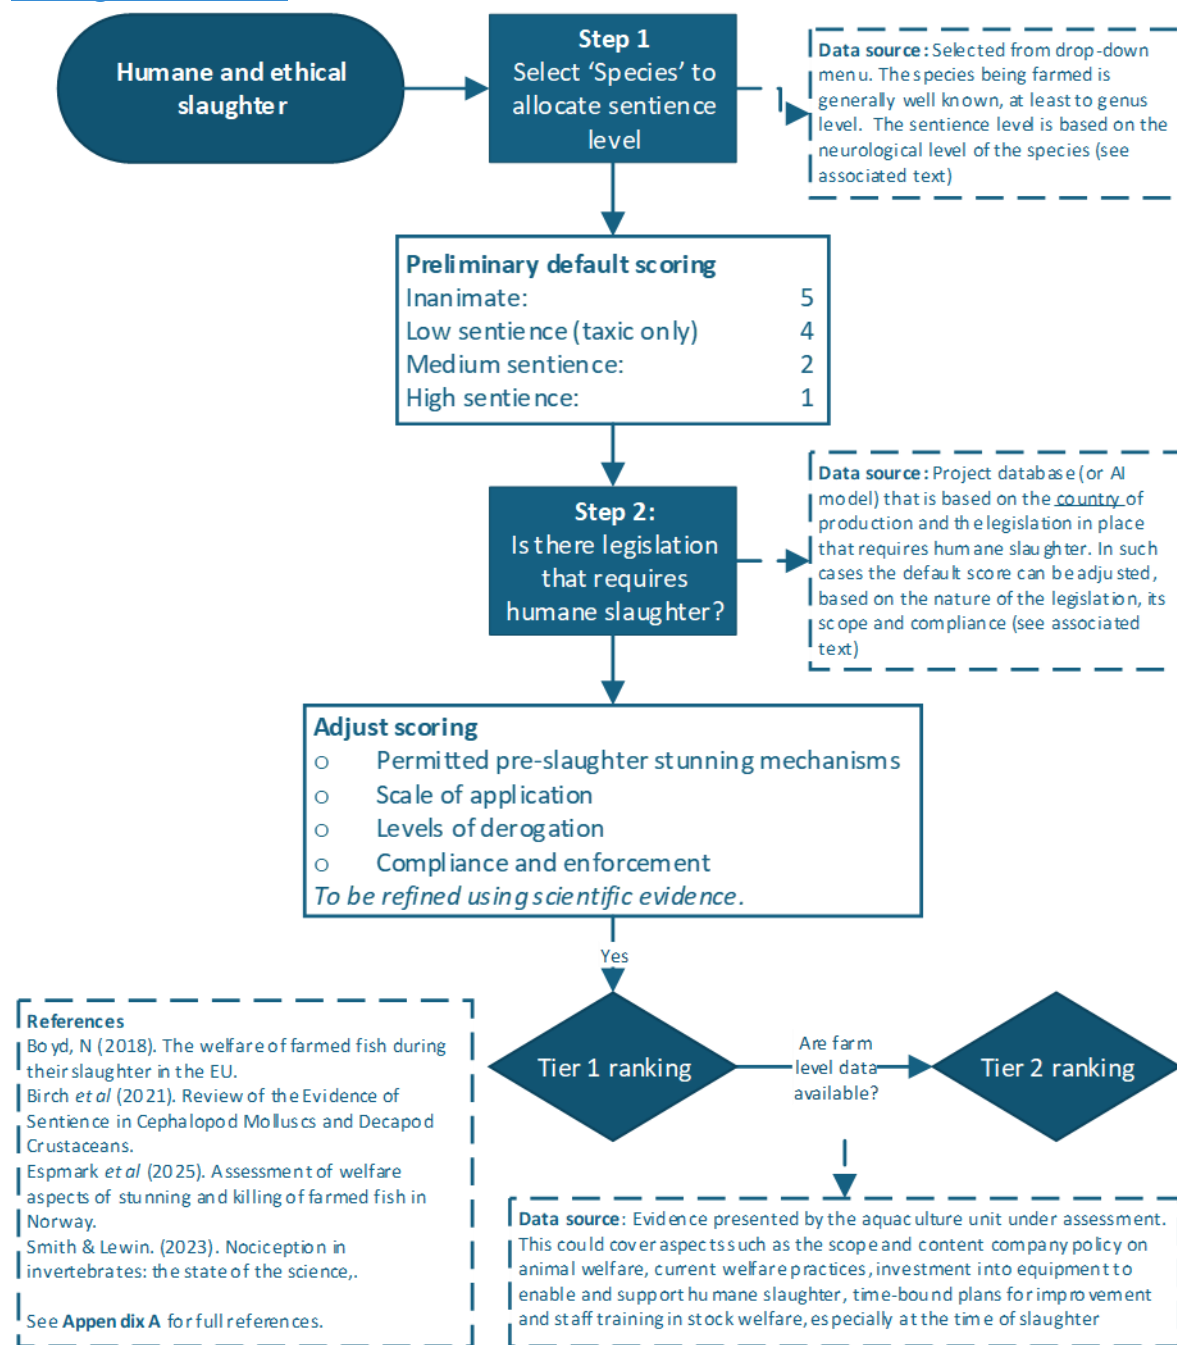 Humane and ethical
slaughter
Step 1
Select ‘Species’ to
allocate sentience
level
Data source: Selected from drop-down
menu. The species being farmed is
generally well known, at least to genus
level. The sentience level is based on the
neurological level of the species (see
associated text)
Preliminary default scoring
Inanimate: 5
Low sentience (taxic only) 4
Medium sentience: 2
High sentience: 1
Step 2:
Is there legislation
that requires
humane slaughter?
Data source: Project database (or AI
model) that is based on the country of
production and the legislation in place
that requires humane slaughter. In such
cases the default score can be adjusted,
based on the nature of the legislation, its
scope and compliance (see associated
text)
Adjust scoring
o Permitted pre-slaughter stunning mechanisms
o Scale of application
o Levels of derogation
o Compliance and enforcement
To be refined using scientific evidence.
Yes
Tier 1 ranking
Are farm
level data
available?
Tier 2 ranking
References
Boyd, N (2018). The welfare of farmed fish during
their slaughter in the EU.
Birch et al (2021). Review of the Evidence of
Sentience in Cephalopod Molluscs and Decapod
Crustaceans.
Espmark et al (2025). Assessment of welfare
aspects of stunning and killing of farmed fish in
Norway.
Smith & Lewin. (2023). Nociception in
invertebrates: the state of the science,.
See Appendix A for full references.
Data source: Evidence presented by the aquaculture unit under assessment.
This could cover aspects such as the scope and content company policy on
animal welfare, current welfare practices, investment into equipment to
enable and support humane slaughter, time-bound plans for improvement
and staff training in stock welfare, especially at the time of slaughter